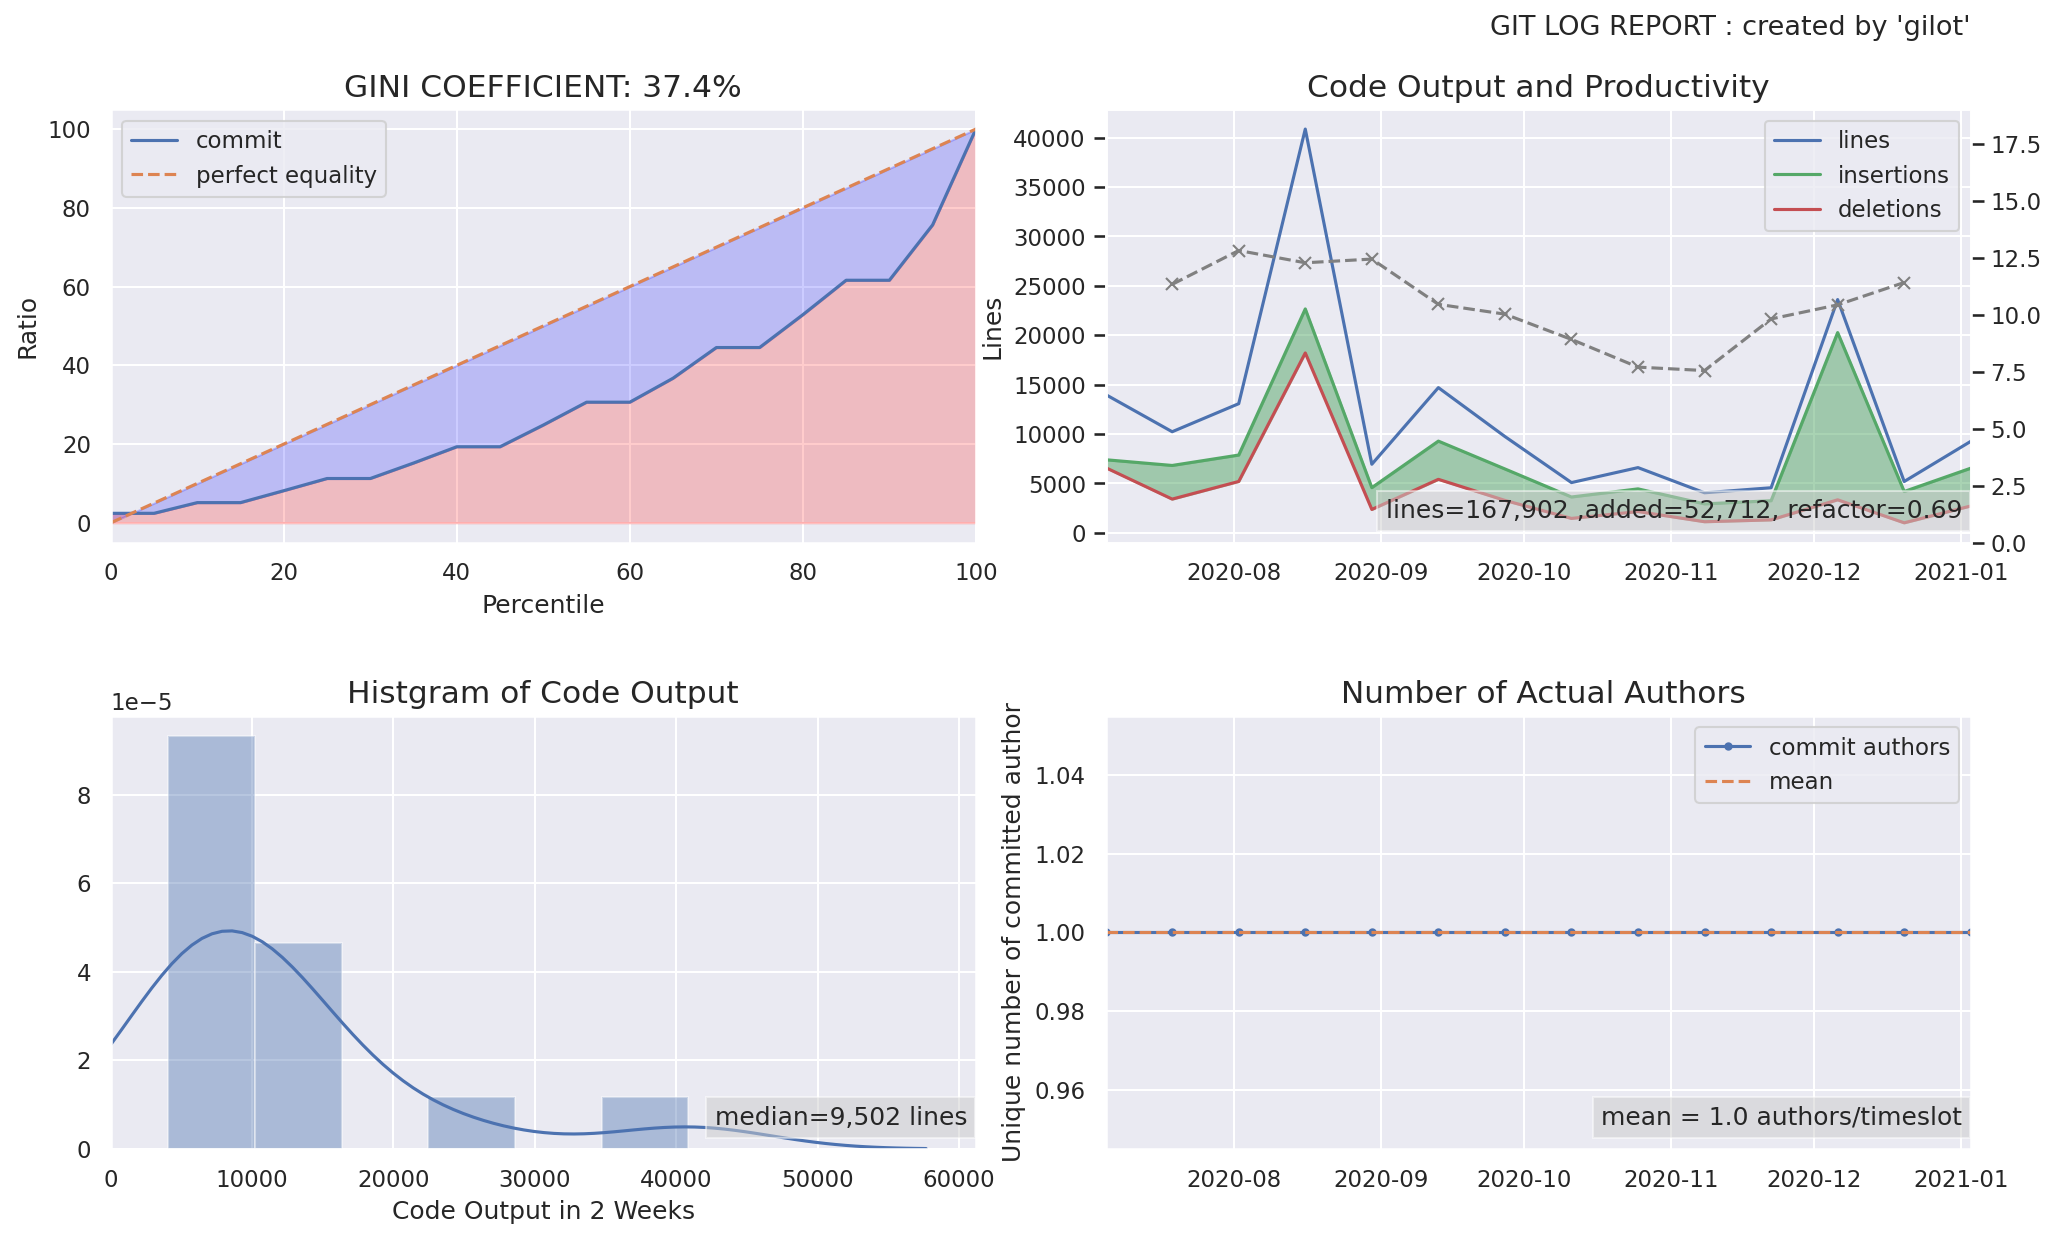 GIT LOG REPORT : created by 'gilot'
GINI COEFFICIENT: 37.4%
100
80
60
40
20
0
Ratio
commit
perfect equality
0 20 40 60 80 100
Percentile
Code Output and Productivity
40000
35000
30000
25000
20000
15000
10000
5000
0
Lines
lines
insertions
deletions
17.5
15.0
12.5
10.0
7.5
5.0
2.5
0.0
lines=167,902 ,added=52,712, refactor=0.69
2020-08 2020-09 2020-10 2020-11 2020-12 2021-01
Histgram of Code Output
1e−5
8
6
4
2
0
median=9,502 lines
0 10000 20000 30000 40000 50000 60000
Code Output in 2 Weeks
Number of Actual Authors
Unique number of committed author
1.04
1.02
1.00
0.98
0.96
commit authors
mean
mean = 1.0 authors/timeslot
2020-08 2020-09 2020-10 2020-11 2020-12 2021-01